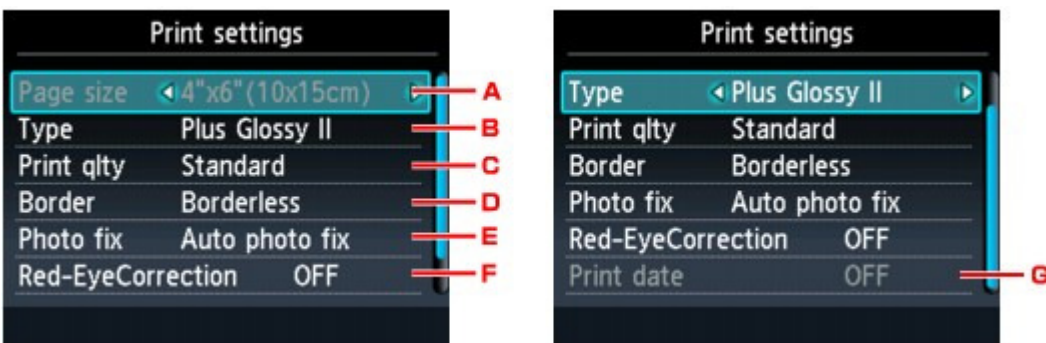 Print settings
Page size 4"x6"(10x15cm) A
Type Plus Glossy II B
Print qlty Standard C
Border Borderless D
Photo fix Auto photo fix E
Red-EyeCorrection OFF F
Print settings
Type Plus Glossy II
Print qlty Standard
Border Borderless
Photo fix Auto photo fix
Red-EyeCorrection OFF
Print date OFF G